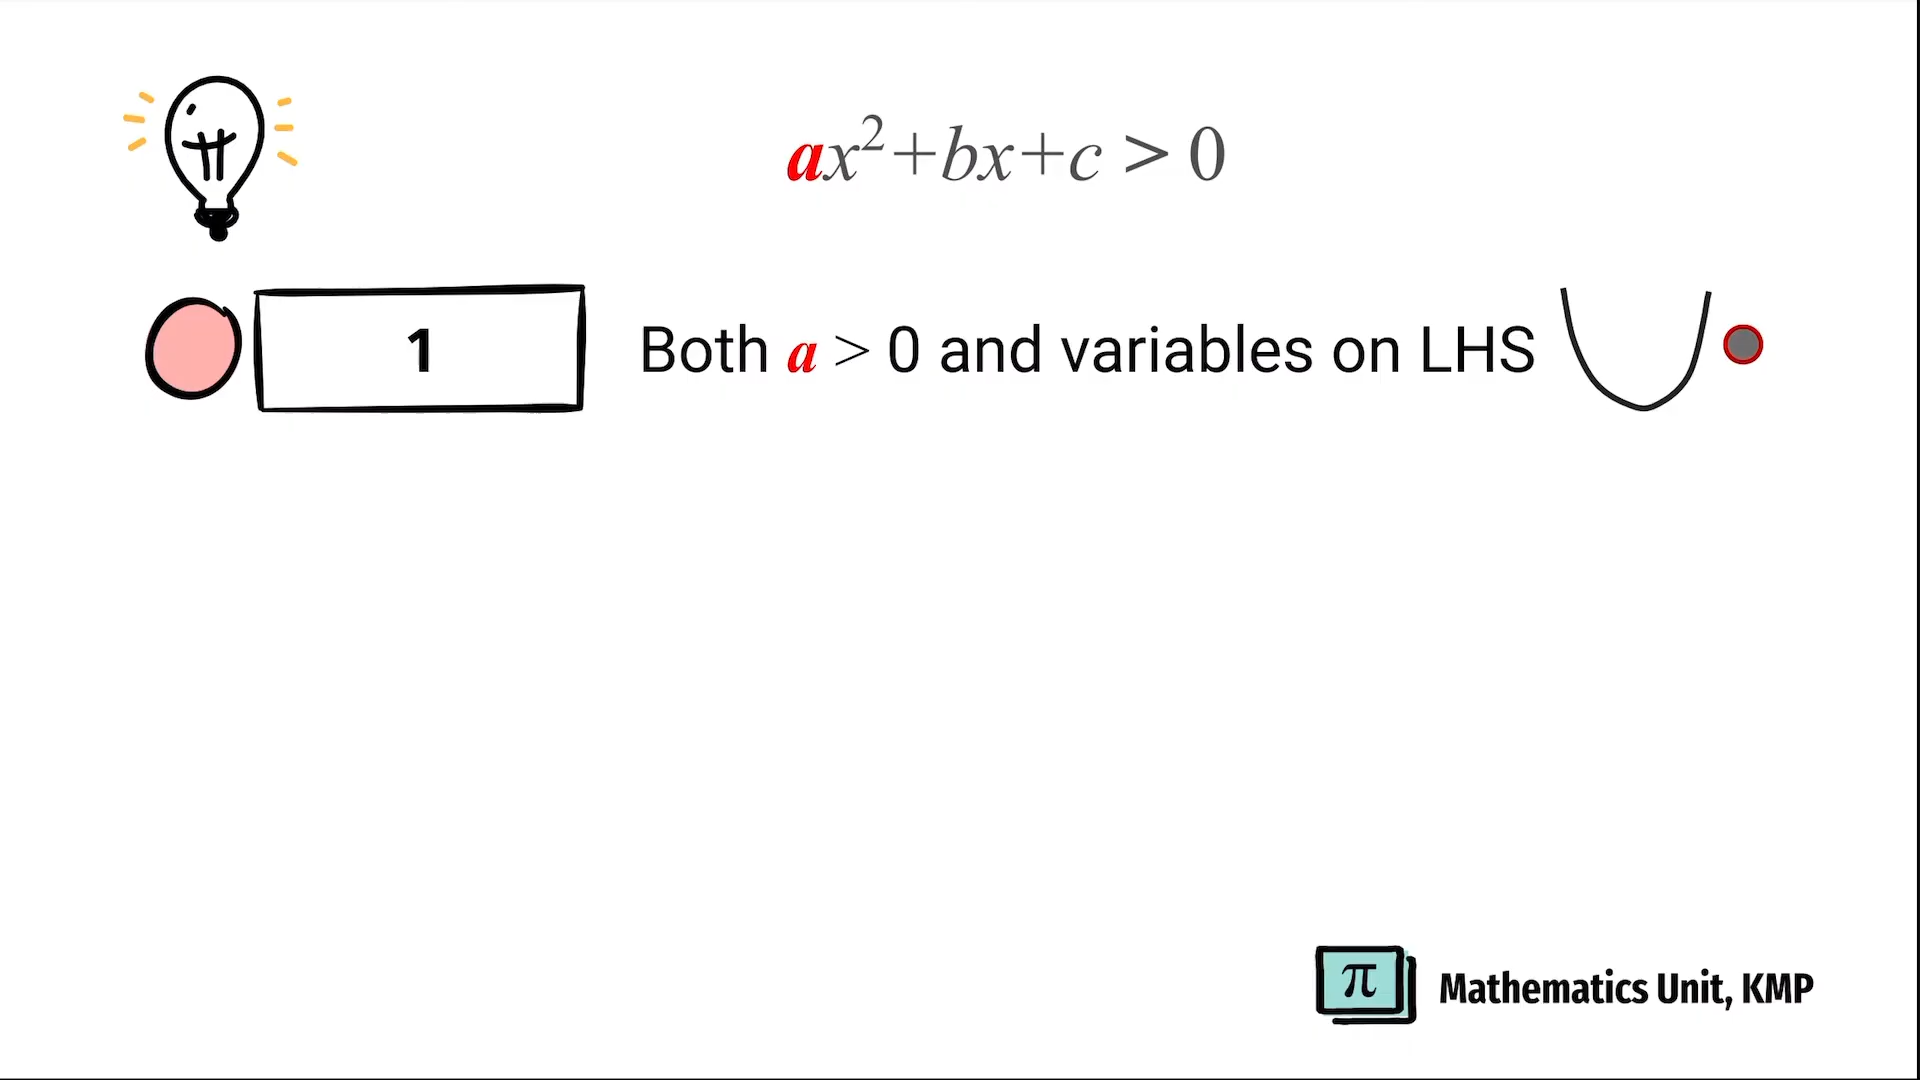 ax²+bx+c > 0
1
Both a > 0 and variables on LHS
π Mathematics Unit, KMP